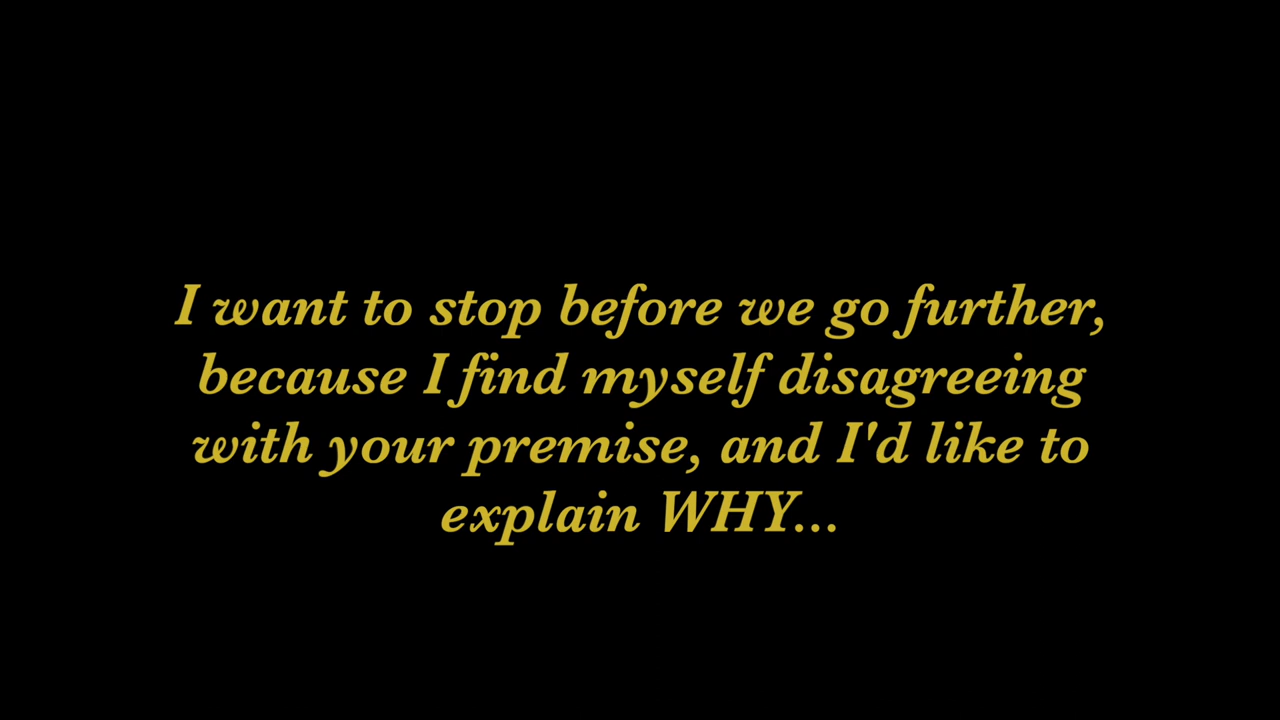 I want to stop before we go further,
because I find myself disagreeing
with your premise, and I'd like to
explain WHY...